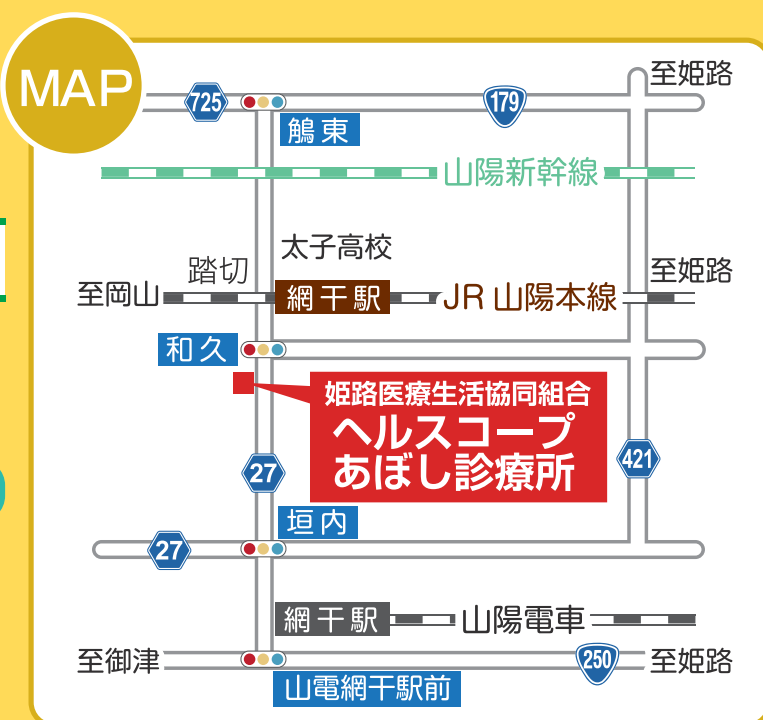 MAP
至姫路
725
179
鵤東
山陽新幹線
太子高校
踏切
至姫路
至岡山
網干駅
JR山陽本線
和久
姫路医療生活協同組合
ヘルスコープ
あぼし診療所
421
27
垣内
27
網干駅
山陽電車
至御津
250
至姫路
山電網干駅前